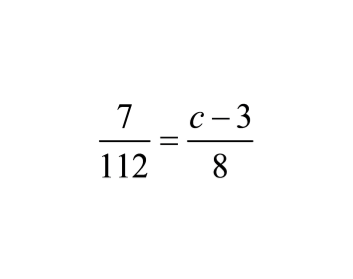 7/112 = (c − 3)/8